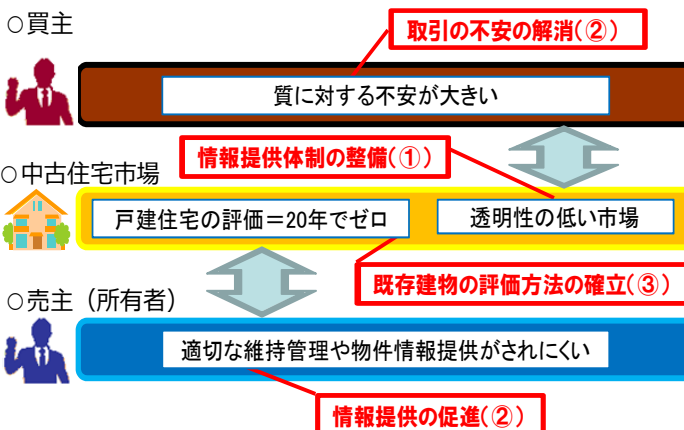 ○買主
取引の不安の解消(②)
質に対する不安が大きい
情報提供体制の整備(①)
○中古住宅市場
戸建住宅の評価＝20年でゼロ
透明性の低い市場
既存建物の評価方法の確立(③)
○売主（所有者）
適切な維持管理や物件情報提供がされにくい
情報提供の促進(②)